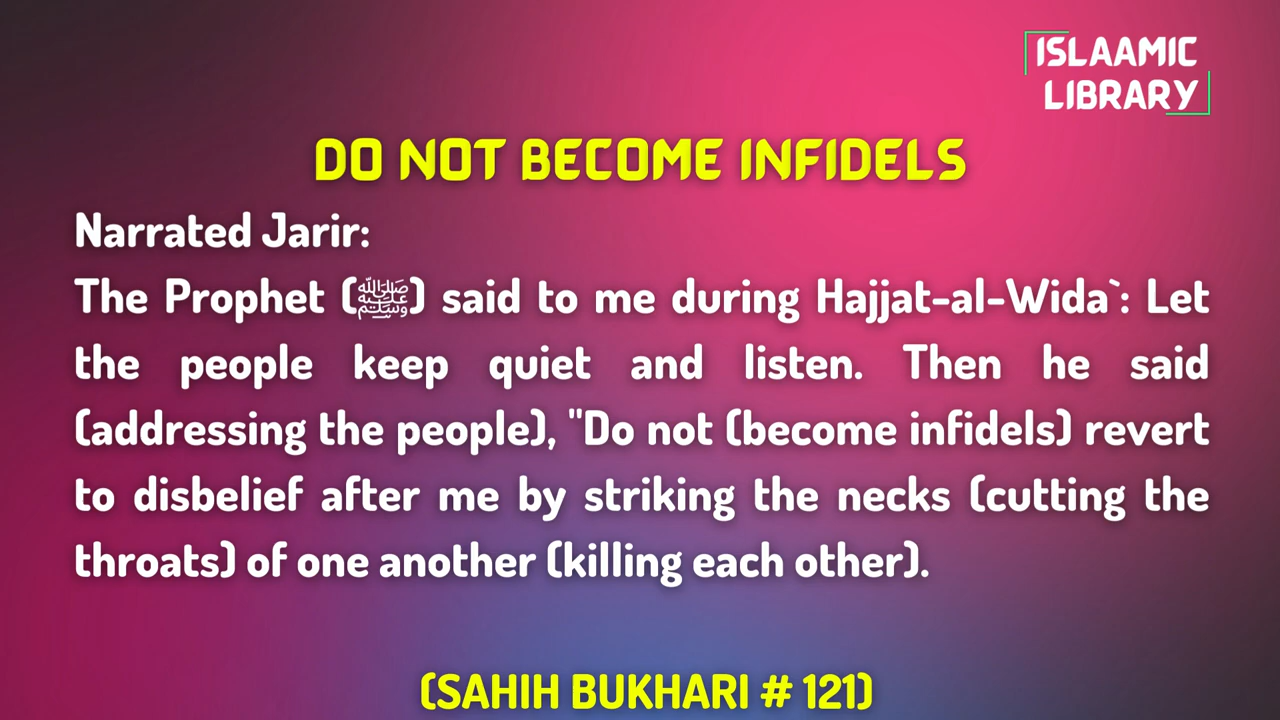 ISLAAMIC
LIBRARY
DO NOT BECOME INFIDELS
Narrated Jarir:
The Prophet (ﷺ) said to me during Hajjat-al-Wida`: Let
the people keep quiet and listen. Then he said
(addressing the people), "Do not (become infidels) revert
to disbelief after me by striking the necks (cutting the
throats) of one another (killing each other).
(SAHIH BUKHARI # 121)